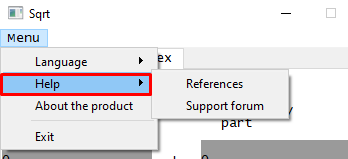 Sqrt
Menu
Language
ex
Help
References
About the product
Support forum
part
Exit